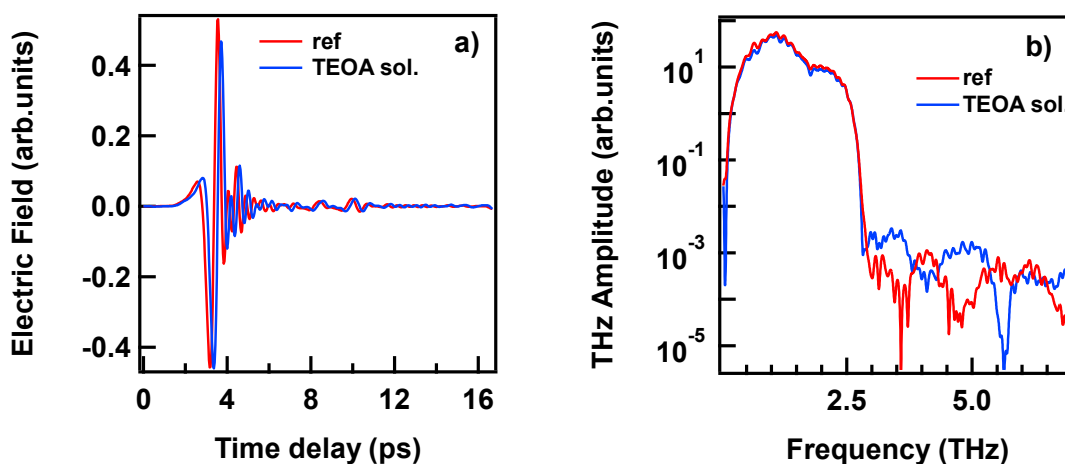 a)
ref
TEOA sol.
Electric Field (arb.units)
0.4
0.2
0.0
-0.2
-0.4
0
4
8
12
16
Time delay (ps)
b)
ref
TEOA sol.
THz Amplitude (arb.units)
10^1
10^-1
10^-3
10^-5
2.5
5.0
Frequency (THz)